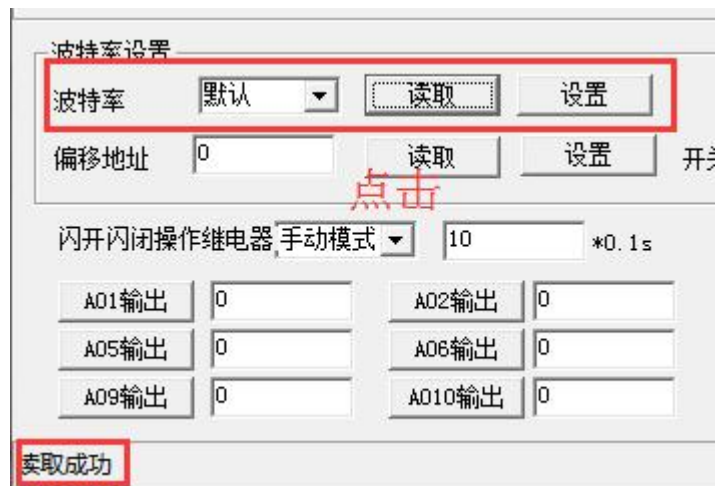 波特率设置
波特率 默认 读取 设置
偏移地址 0 读取 设置 开关
点击
闪开闪闭操作继电器 手动模式 10 *0.1s
A01输出 0 A02输出 0
A05输出 0 A06输出 0
A09输出 0 A010输出 0
读取成功